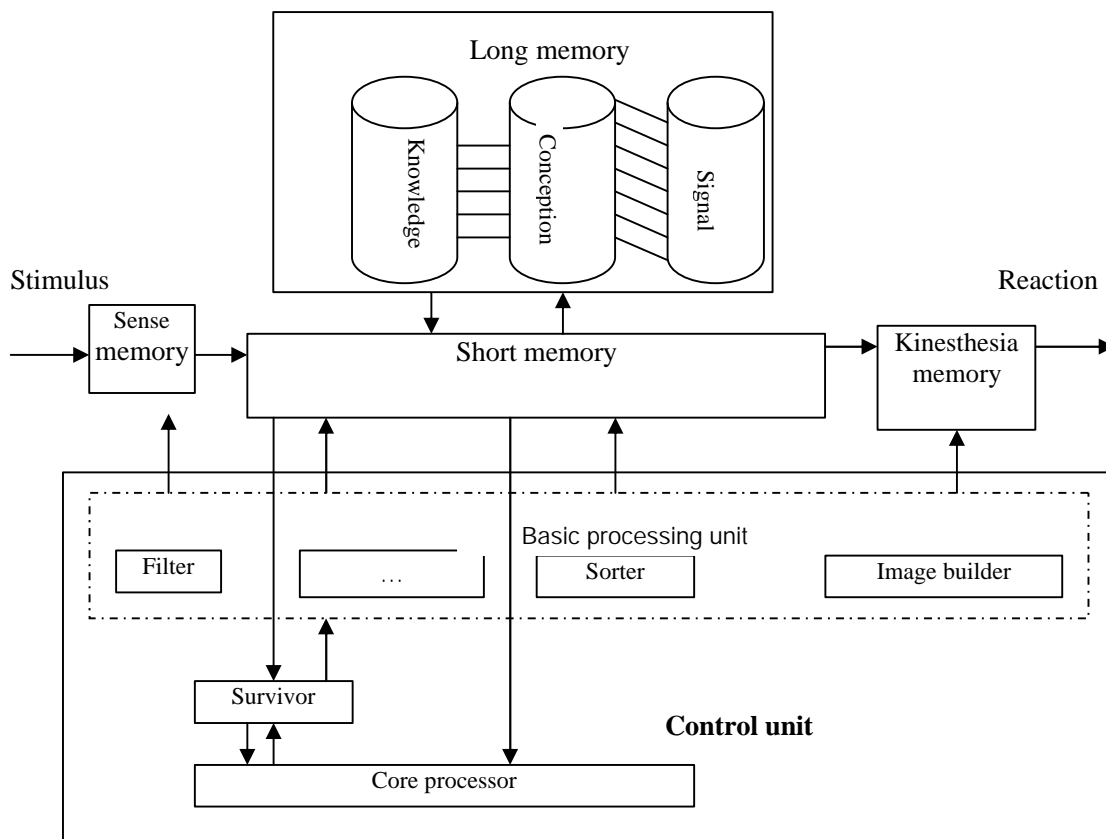 Long memory
Knowledge
Conception
Signal
Stimulus
Reaction
Sense
memory
Short memory
Kinesthesia
memory
Basic processing unit
Filter
...
Sorter
Image builder
Survivor
Control unit
Core processor